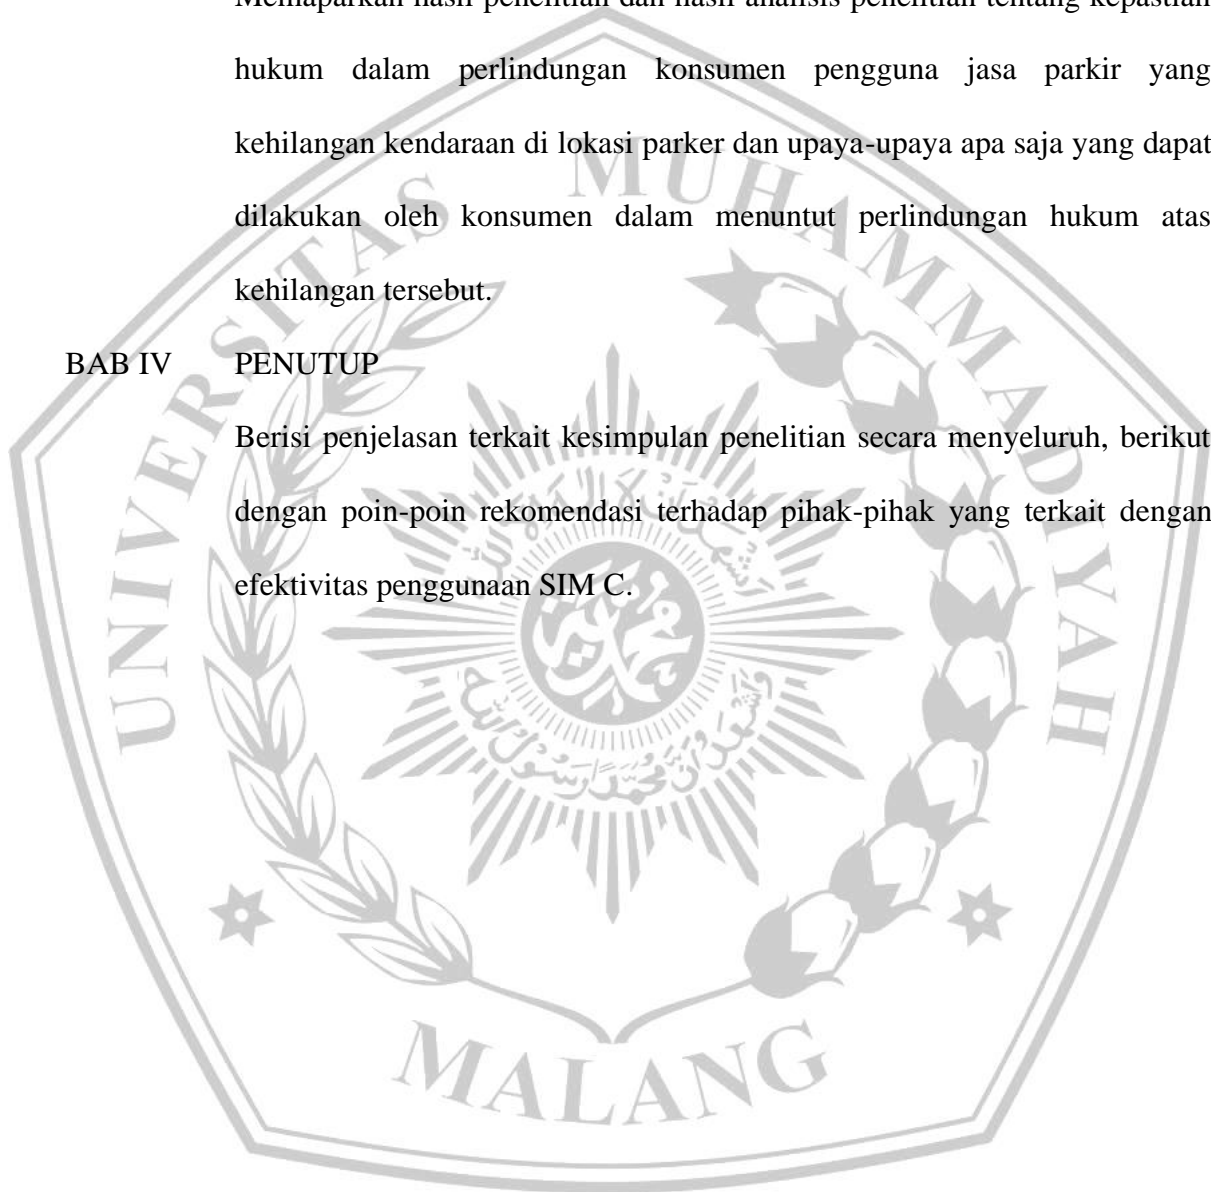 Memaparkan hasil penelitian dan hasil analisis penelitian tentang kepastian
hukum dalam perlindungan konsumen pengguna jasa parkir yang
kehilangan kendaraan di lokasi parker dan upaya-upaya apa saja yang dapat
dilakukan oleh konsumen dalam menuntut perlindungan hukum atas
kehilangan tersebut.
BAB IV PENUTUP
Berisi penjelasan terkait kesimpulan penelitian secara menyeluruh, berikut
dengan poin-poin rekomendasi terhadap pihak-pihak yang terkait dengan
efektivitas penggunaan SIM C.
UNIVERSITAS MUHAMMADIYAH
MALANG